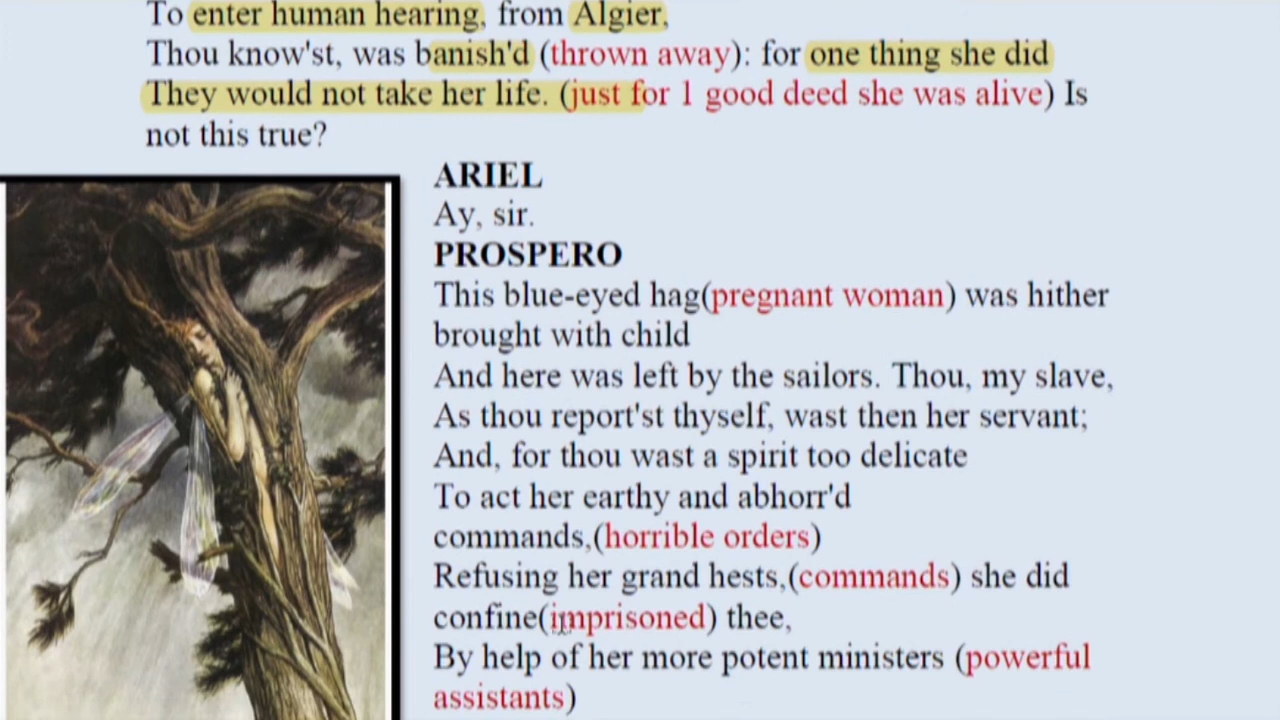 To enter human hearing, from Algier,
Thou know'st, was banish'd (thrown away): for one thing she did
They would not take her life. (just for 1 good deed she was alive) Is
not this true?
ARIEL
Ay, sir.
PROSPERO
This blue-eyed hag(pregnant woman) was hither
brought with child
And here was left by the sailors. Thou, my slave,
As thou report'st thyself, wast then her servant;
And, for thou wast a spirit too delicate
To act her earthy and abhorr'd
commands,(horrible orders)
Refusing her grand hests,(commands) she did
confine(imprisoned) thee,
By help of her more potent ministers (powerful
assistants)